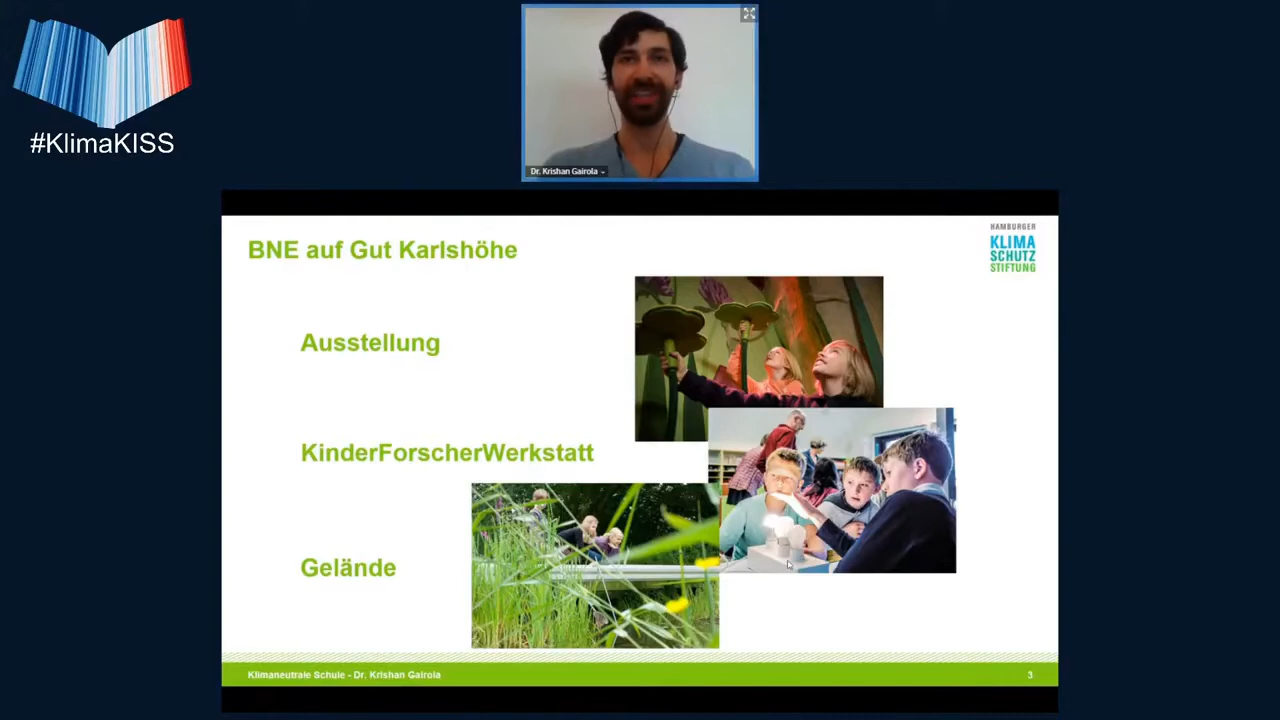 #KlimaKISS
Dr. Krishan Gairola
BNE auf Gut Karlshöhe
HAMBURGER
KLIMA
SCHUTZ
STIFTUNG
Ausstellung
KinderForscherWerkstatt
Gelände
Klimaneutrale Schule - Dr. Krishan Gairola
3